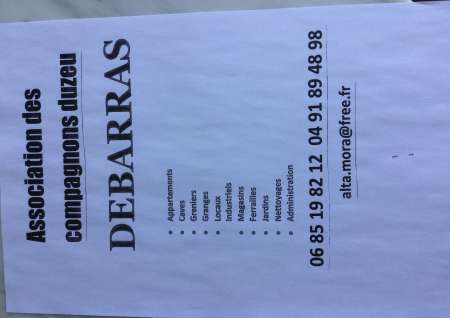 Association des
compagnons duzeu
DEBARRAS
• Appartements
• Caves
• Greniers
• Granges
• Locaux
Industriels
• Magasins
• Ferrailles
• Jardins
• Nettoyages
• Administration
06 85 19 82 12 04 91 89 48 98
alta.mora@free.fr